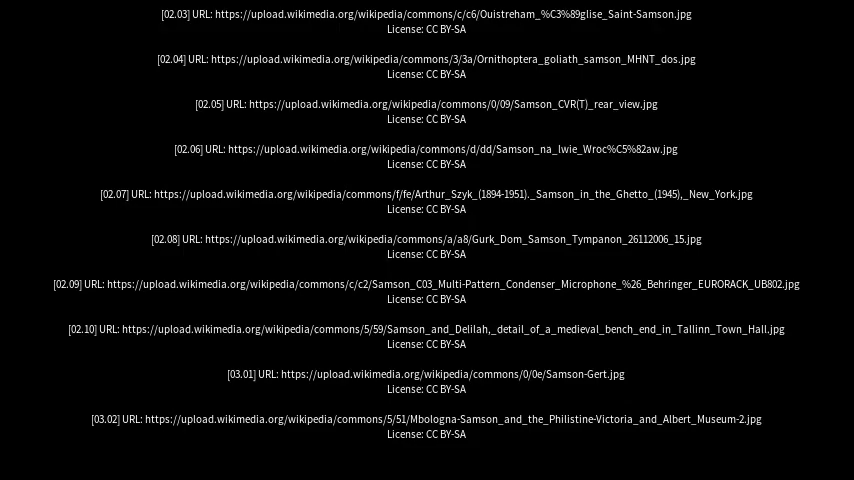 [02.03] URL: https://upload.wikimedia.org/wikipedia/commons/c/c6/Ouistreham_%C3%89glise_Saint-Samson.jpg
License: CC BY-SA
[02.04] URL: https://upload.wikimedia.org/wikipedia/commons/3/3a/Ornithoptera_goliath_samson_MHNT_dos.jpg
License: CC BY-SA
[02.05] URL: https://upload.wikimedia.org/wikipedia/commons/0/09/Samson_CVR(T)_rear_view.jpg
License: CC BY-SA
[02.06] URL: https://upload.wikimedia.org/wikipedia/commons/d/dd/Samson_na_lwie_Wroc%C5%82aw.jpg
License: CC BY-SA
[02.07] URL: https://upload.wikimedia.org/wikipedia/commons/f/fe/Arthur_Szyk_(1894-1951)._Samson_in_the_Ghetto_(1945),_New_York.jpg
License: CC BY-SA
[02.08] URL: https://upload.wikimedia.org/wikipedia/commons/a/a8/Gurk_Dom_Samson_Tympanon_26112006_15.jpg
License: CC BY-SA
[02.09] URL: https://upload.wikimedia.org/wikipedia/commons/c/c2/Samson_C03_Multi-Pattern_Condenser_Microphone_%26_Behringer_EURORACK_UB802.jpg
License: CC BY-SA
[02.10] URL: https://upload.wikimedia.org/wikipedia/commons/5/59/Samson_and_Delilah,_detail_of_a_medieval_bench_end_in_Tallinn_Town_Hall.jpg
License: CC BY-SA
[03.01] URL: https://upload.wikimedia.org/wikipedia/commons/0/0e/Samson-Gert.jpg
License: CC BY-SA
[03.02] URL: https://upload.wikimedia.org/wikipedia/commons/5/51/Mbologna-Samson_and_the_Philistine-Victoria_and_Albert_Museum-2.jpg
License: CC BY-SA